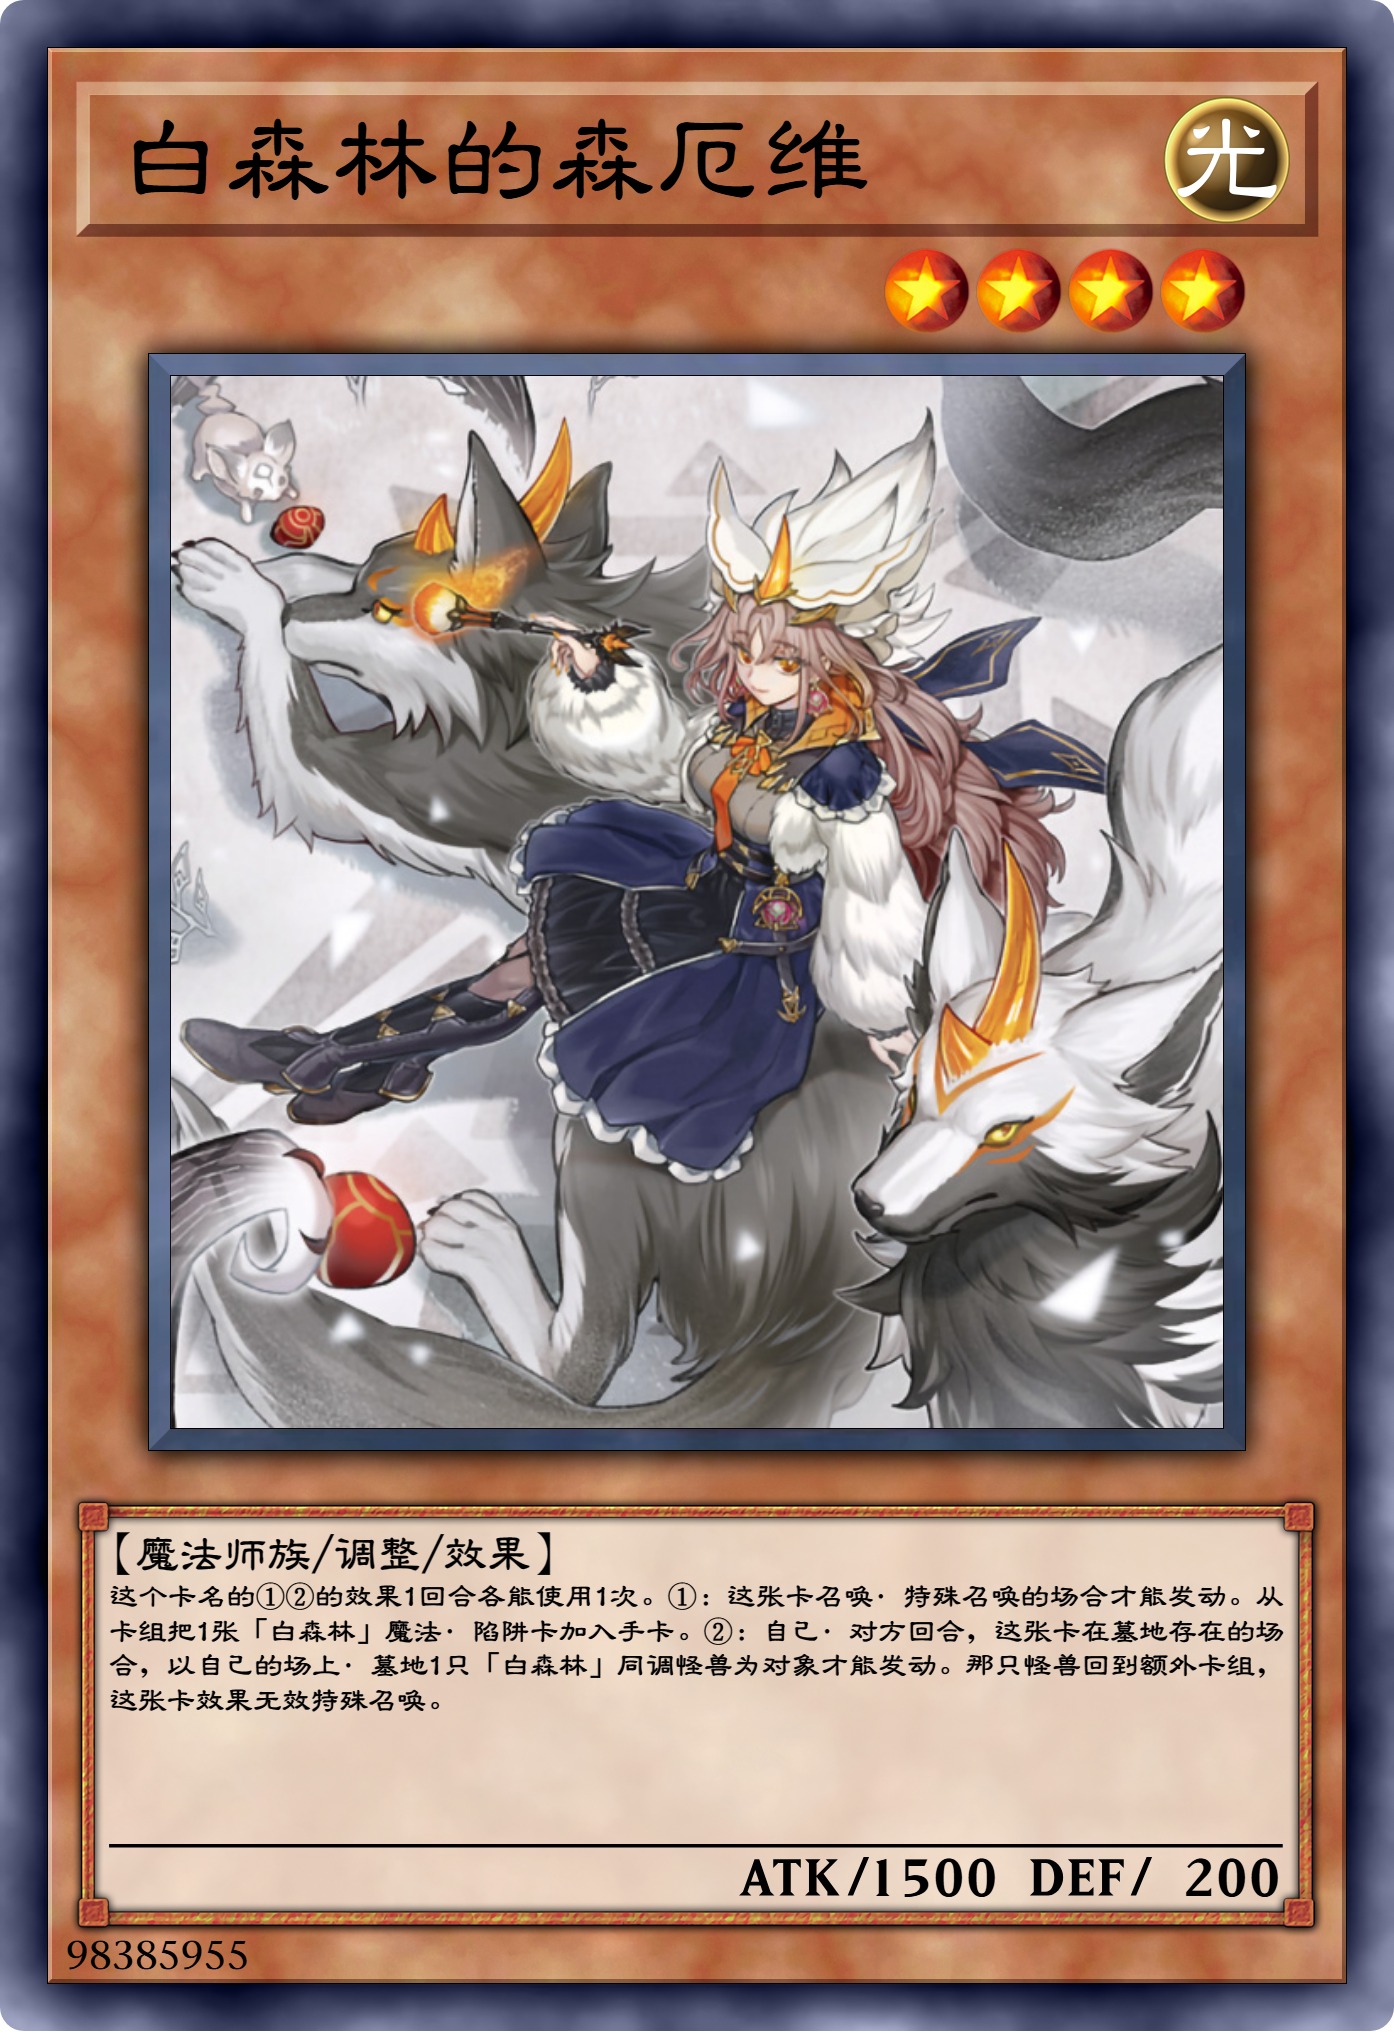 白森林的森厄维
光
【魔法师族/调整/效果】
这个卡名的①②的效果1回合各能使用1次。①：这张卡召唤·特殊召唤的场合才能发动。从
卡组把1张「白森林」魔法·陷阱卡加入手卡。②：自己·对方回合，这张卡在墓地存在的场
合，以自己的场上·墓地1只「白森林」同调怪兽为对象才能发动。那只怪兽回到额外卡组，
这张卡效果无效特殊召唤。
ATK/1500 DEF/ 200
98385955